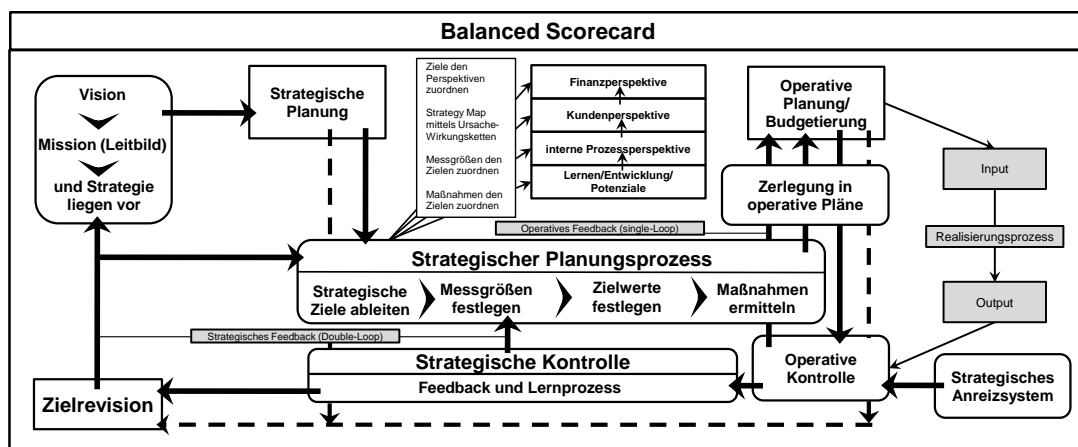 Balanced Scorecard
Vision
Mission (Leitbild)
und Strategie
liegen vor
Strategische
Planung
Ziele den
Perspektiven
zuordnen
Strategy Map
mittels Ursache-
Wirkungsketten
Messgrößen den
Zielen zuordnen
Maßnahmen den
Zielen zuordnen
Finanzperspektive
Kundenperspektive
interne Prozessperspektive
Lernen/Entwicklung/
Potenziale
Operative
Planung/
Budgetierung
Zerlegung in
operative Pläne
Input
Realisierungsprozess
Output
Operatives Feedback (single-Loop)
Strategischer Planungsprozess
Strategische
Ziele ableiten
Messgrößen
festlegen
Zielwerte
festlegen
Maßnahmen
ermitteln
Strategisches Feedback (Double-Loop)
Strategische Kontrolle
Feedback und Lernprozess
Operative
Kontrolle
Strategisches
Anreizsystem
Zielrevision